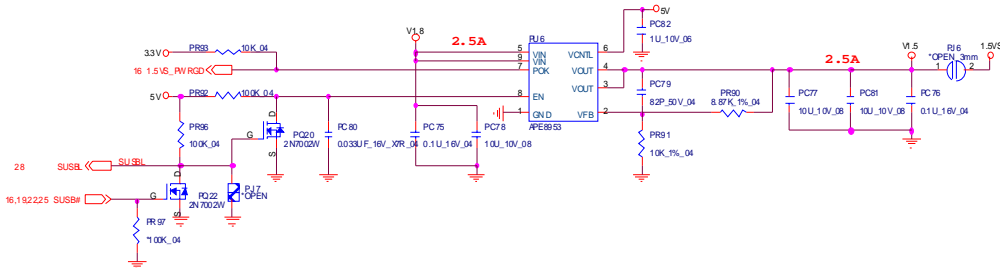 V1.8
2.5A
PU6
5V
PC82
1U_10V_06
3.3V
PR93
10K_04
5
VIN
9
VIN
7
POK
VCNTL
6
VOUT
4
VOUT
3
16 1.5VS_PWRGD
5V
PR92
100K_04
8
EN
1
GND
VFB
2
APE8953
PC79
82P_50V_04
PR90
8.87K_1%_04
2.5A
V1.5
PJ6
*OPEN_3mm
1.5VS
1
2
PC77
10U_10V_08
PC81
10U_10V_08
PC76
0.1U_16V_04
PR96
100K_04
D
G
S
PQ20
2N7002W
PC80
0.033UF_16V_X7R_04
PC75
0.1U_16V_04
PC78
10U_10V_08
PR91
10K_1%_04
28
SUSBL
SUSBL
16,19,22,25 SUSB#
D
G
S
PQ22
2N7002W
PJ7
*OPEN
PR97
*100K_04